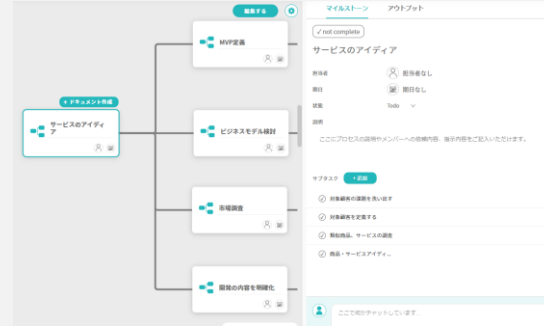 編集する
MVP定義
+ ドキュメント作成
サービスのアイディ
ア
ビジネスモデル検討
市場調査
開発の内容を明確化
マイルストーン
アウトプット
✓ not complete
サービスのアイディア
担当者
担当者なし
期日
期日なし
状態
Todo
説明
ここにプロセスの説明やメンバーへの依頼内容、指示内容をご記入いただけます。
サブタスク
+ 追加
対象顧客の課題を洗い出す
対象顧客を定義する
類似商品、サービスの調査
商品・サービスアイディ...
ここで何かチャットしています。